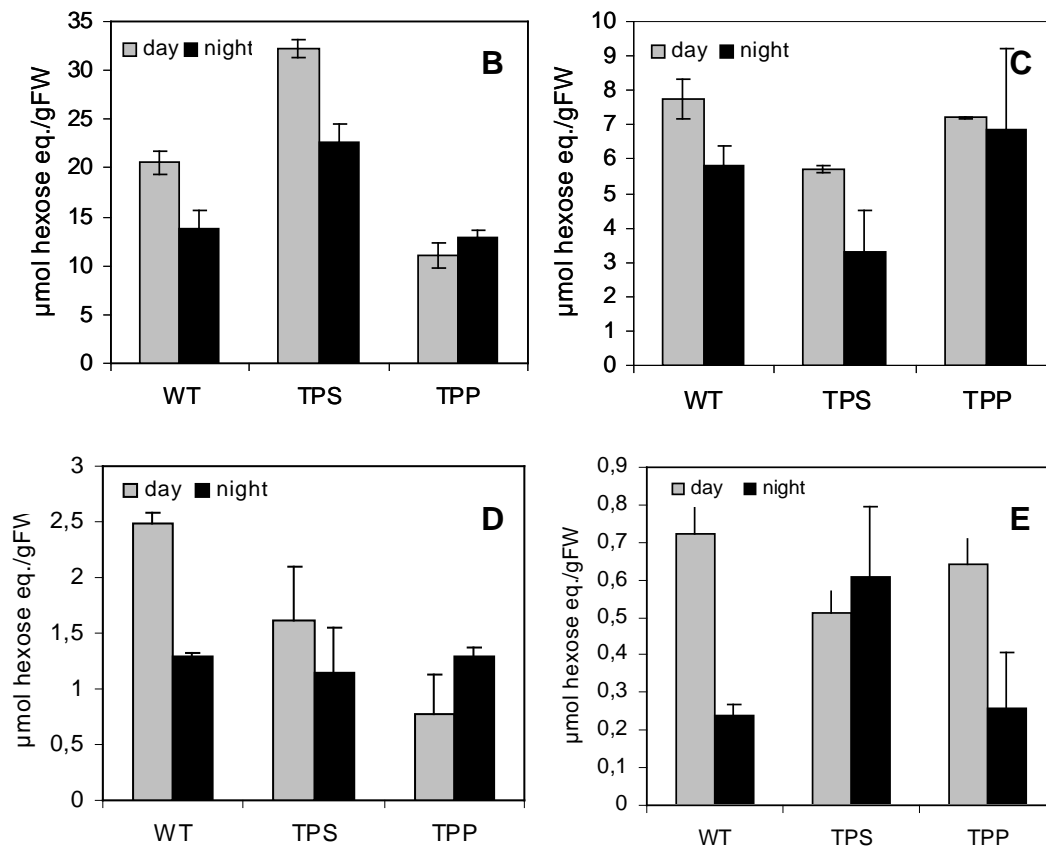 µmol hexose eq./gFW
35
30
25
20
15
10
5
0
day night
B
WT TPS TPP
µmol hexose eq./gFW
10
9
8
7
6
5
4
3
2
1
0
day night
C
WT TPS TPP
µmol hexose eq./gFW
3
2,5
2
1,5
1
0,5
0
day night
D
WT TPS TPP
µmol hexose eq./gFW
0,9
0,8
0,7
0,6
0,5
0,4
0,3
0,2
0,1
0
day night
E
WT TPS TPP